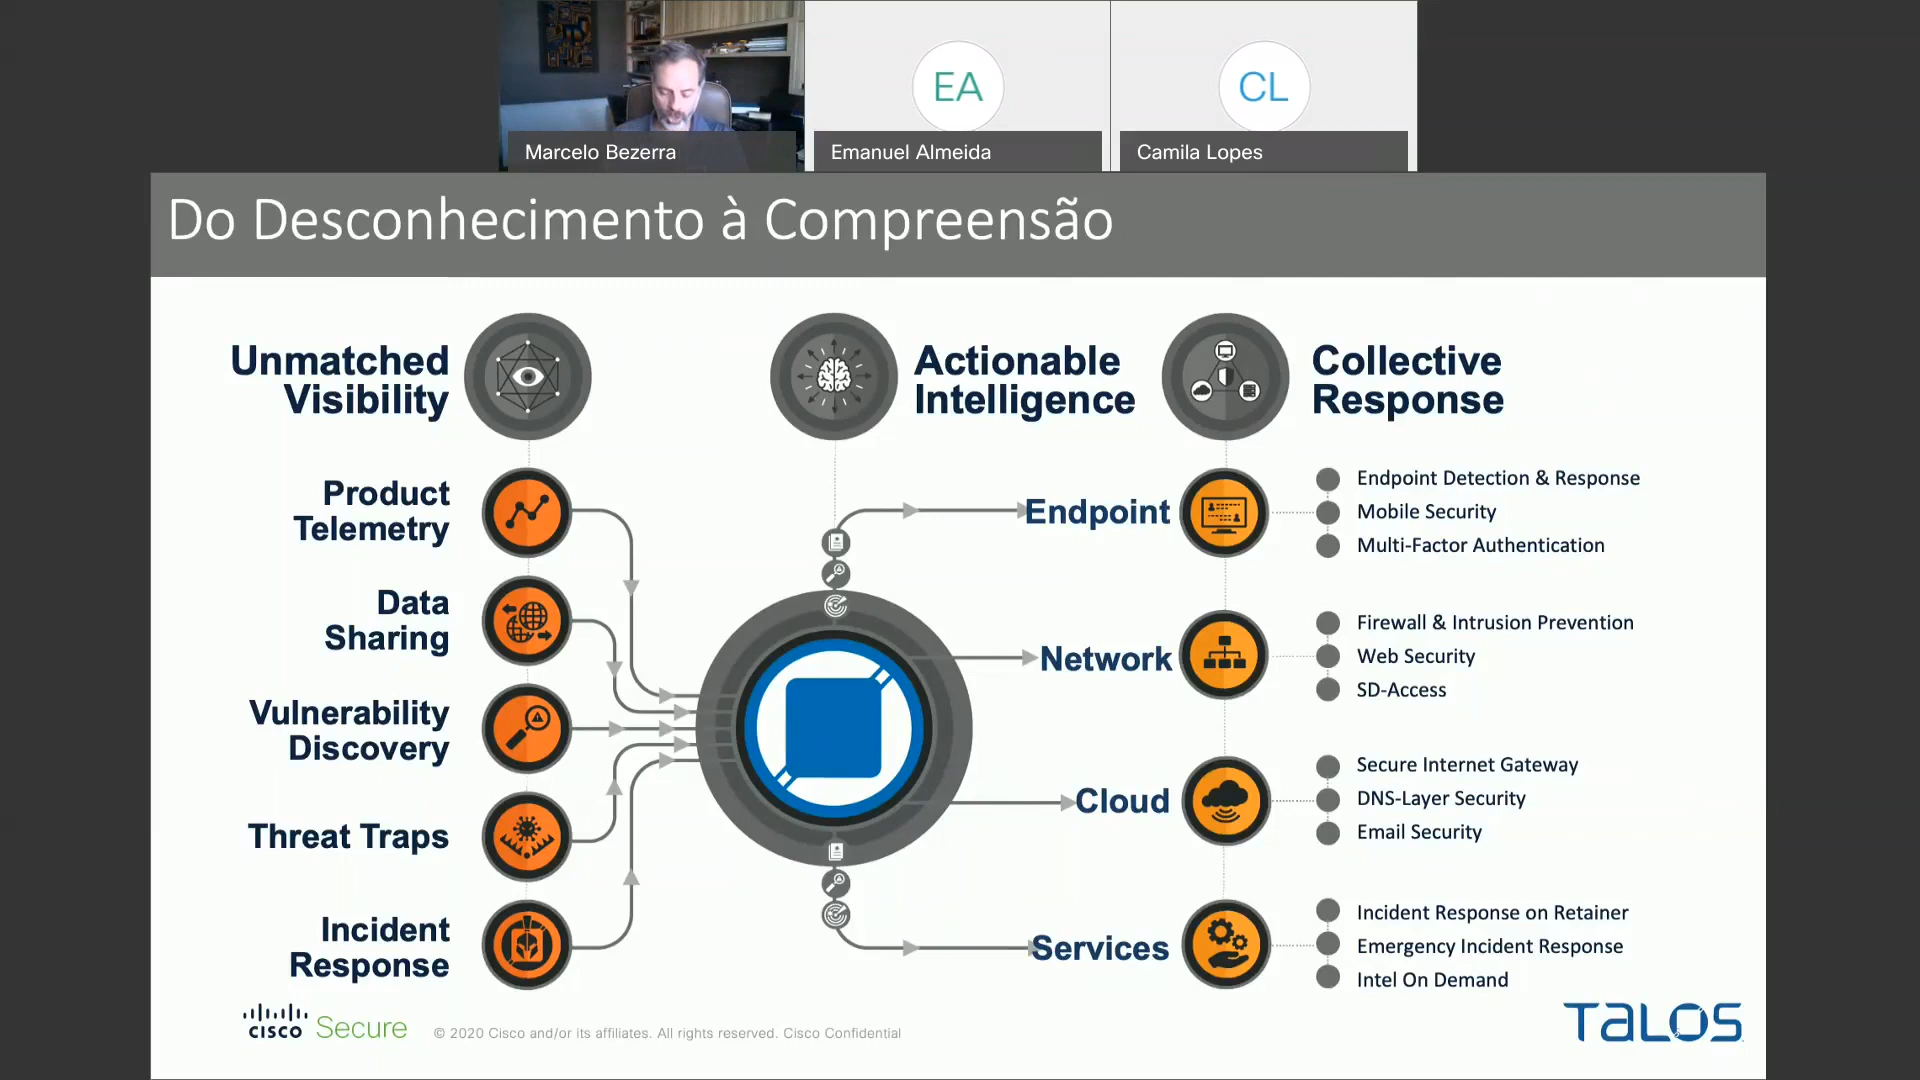 EA
CL
Marcelo Bezerra
Emanuel Almeida
Camila Lopes
Do Desconhecimento à Compreensão
Unmatched
Visibility
Actionable
Intelligence
Collective
Response
Product
Telemetry
Data
Sharing
Vulnerability
Discovery
Threat Traps
Incident
Response
Endpoint
Endpoint Detection & Response
Mobile Security
Multi-Factor Authentication
Network
Firewall & Intrusion Prevention
Web Security
SD-Access
Cloud
Secure Internet Gateway
DNS-Layer Security
Email Security
Services
Incident Response on Retainer
Emergency Incident Response
Intel On Demand
CISCO Secure
© 2020 Cisco and/or its affiliates. All rights reserved. Cisco Confidential
TALOS